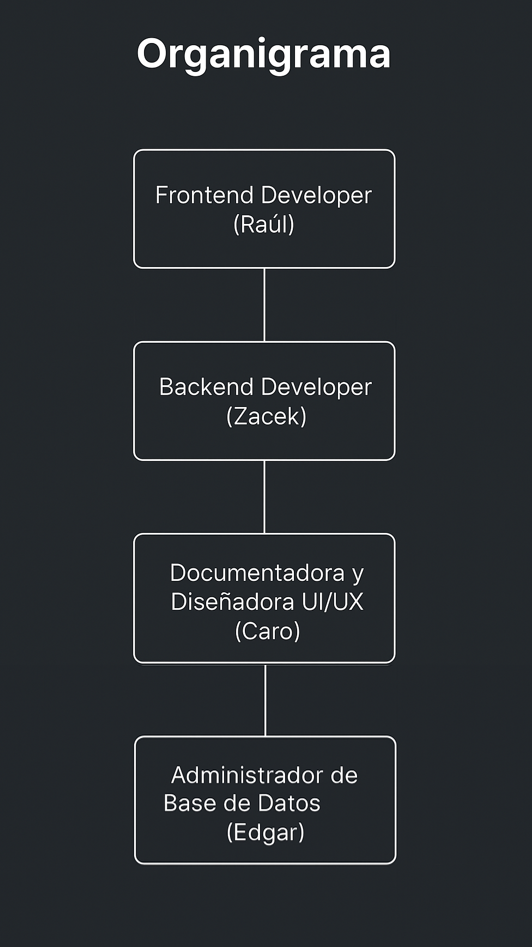 Organigrama
Frontend Developer
(Raúl)
Backend Developer
(Zacek)
Documentadora y
Diseñadora UI/UX
(Caro)
Administrador de
Base de Datos
(Edgar)